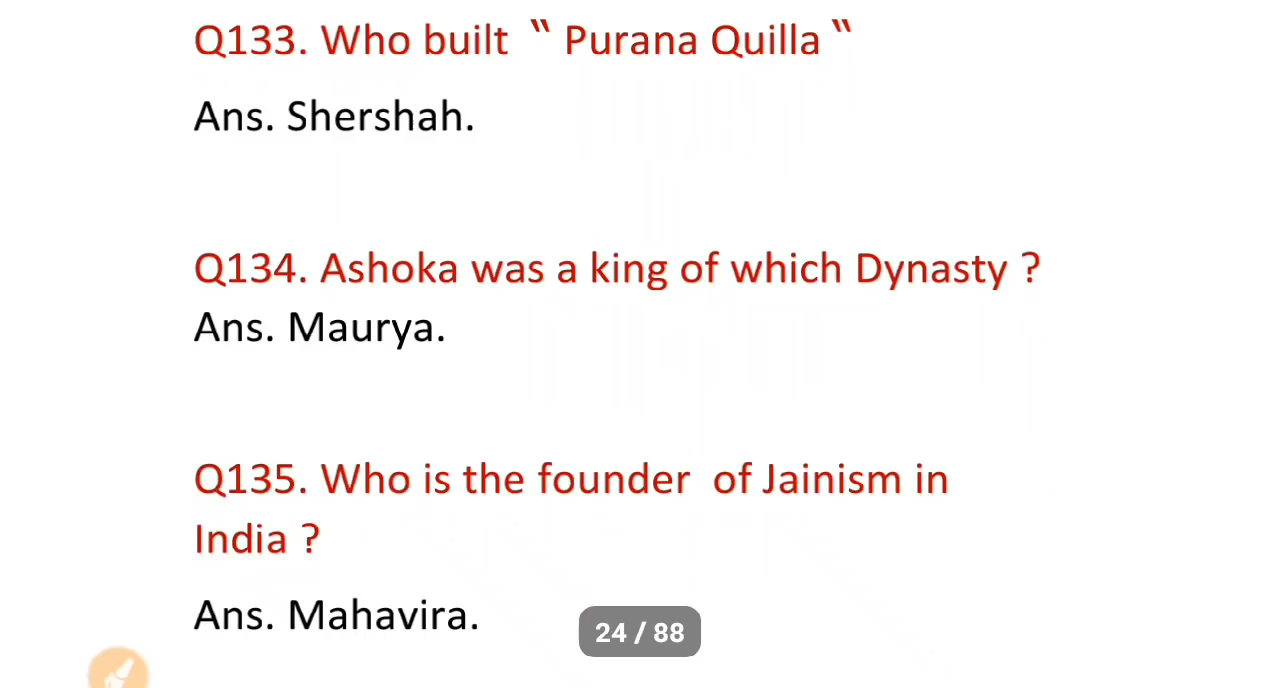 Q133. Who built  “ Purana Quilla “
Ans. Shershah.
Q134. Ashoka was a king of which Dynasty ?
Ans. Maurya.
Q135. Who is the founder  of Jainism in
India ?
Ans. Mahavira.
24 / 88